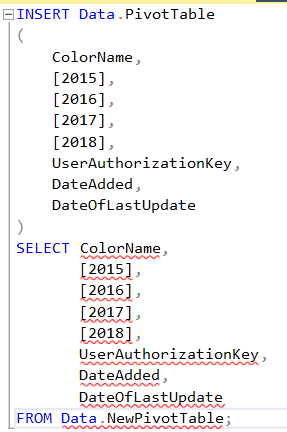 INSERT Data.PivotTable
(
ColorName,
[2015],
[2016],
[2017],
[2018],
UserAuthorizationKey,
DateAdded,
DateOfLastUpdate
)
SELECT ColorName,
[2015],
[2016],
[2017],
[2018],
UserAuthorizationKey,
DateAdded,
DateOfLastUpdate
FROM Data.NewPivotTable;